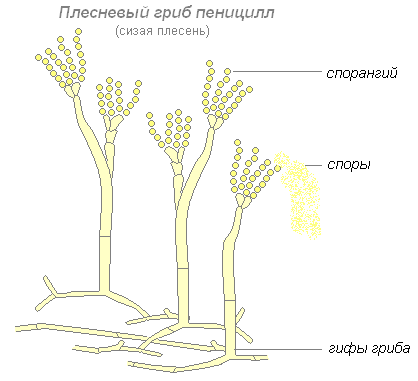 Плесневый гриб пеницилл
(сизая плесень)
спорангий
споры
гифы гриба